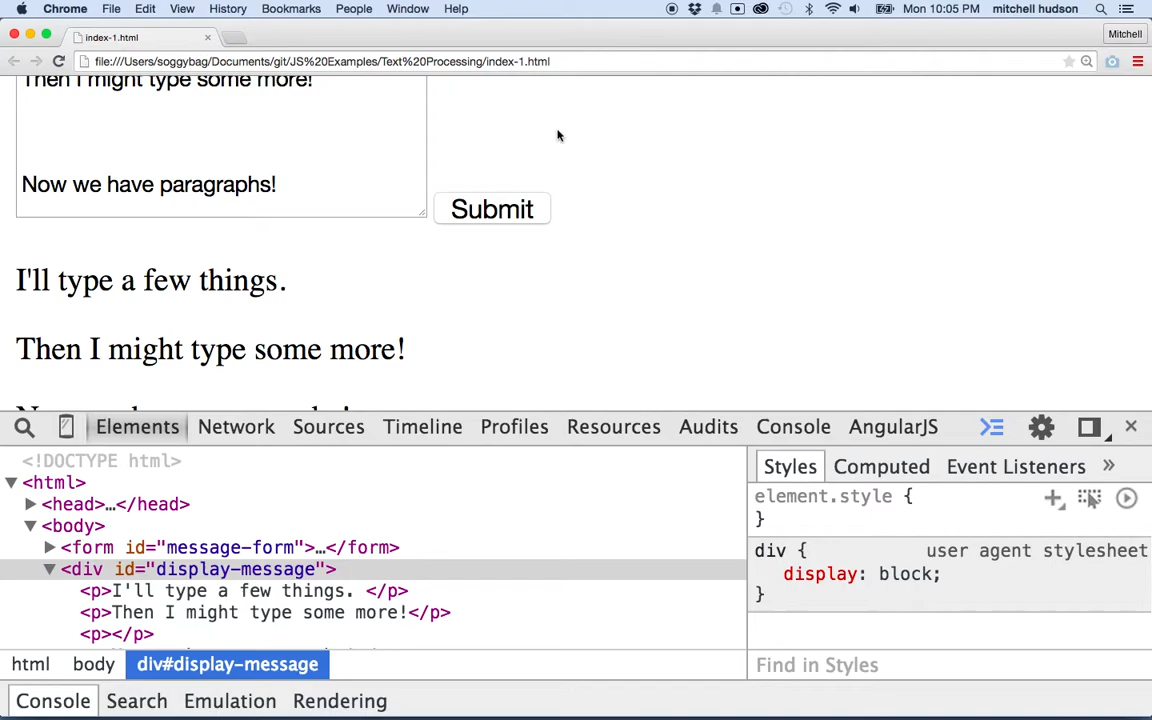 Chrome File Edit View History Bookmarks People Window Help Mon 10:05 PM mitchell hudson
index-1.html Mitchell
file:///Users/soggybag/Documents/git/JS%20Examples/Text%20Processing/index-1.html
Then I might type some more!
Now we have paragraphs!
Submit
I'll type a few things.
Then I might type some more!
Elements Network Sources Timeline Profiles Resources Audits Console AngularJS
<!DOCTYPE html>
<html>
<head>…</head>
<body>
<form id="message-form">…</form>
<div id="display-message">
<p>I'll type a few things. </p>
<p>Then I might type some more!</p>
<p></p>
html body div#display-message
Styles Computed Event Listeners »
element.style {
}
div { user agent stylesheet
display: block;
}
Find in Styles
Console Search Emulation Rendering